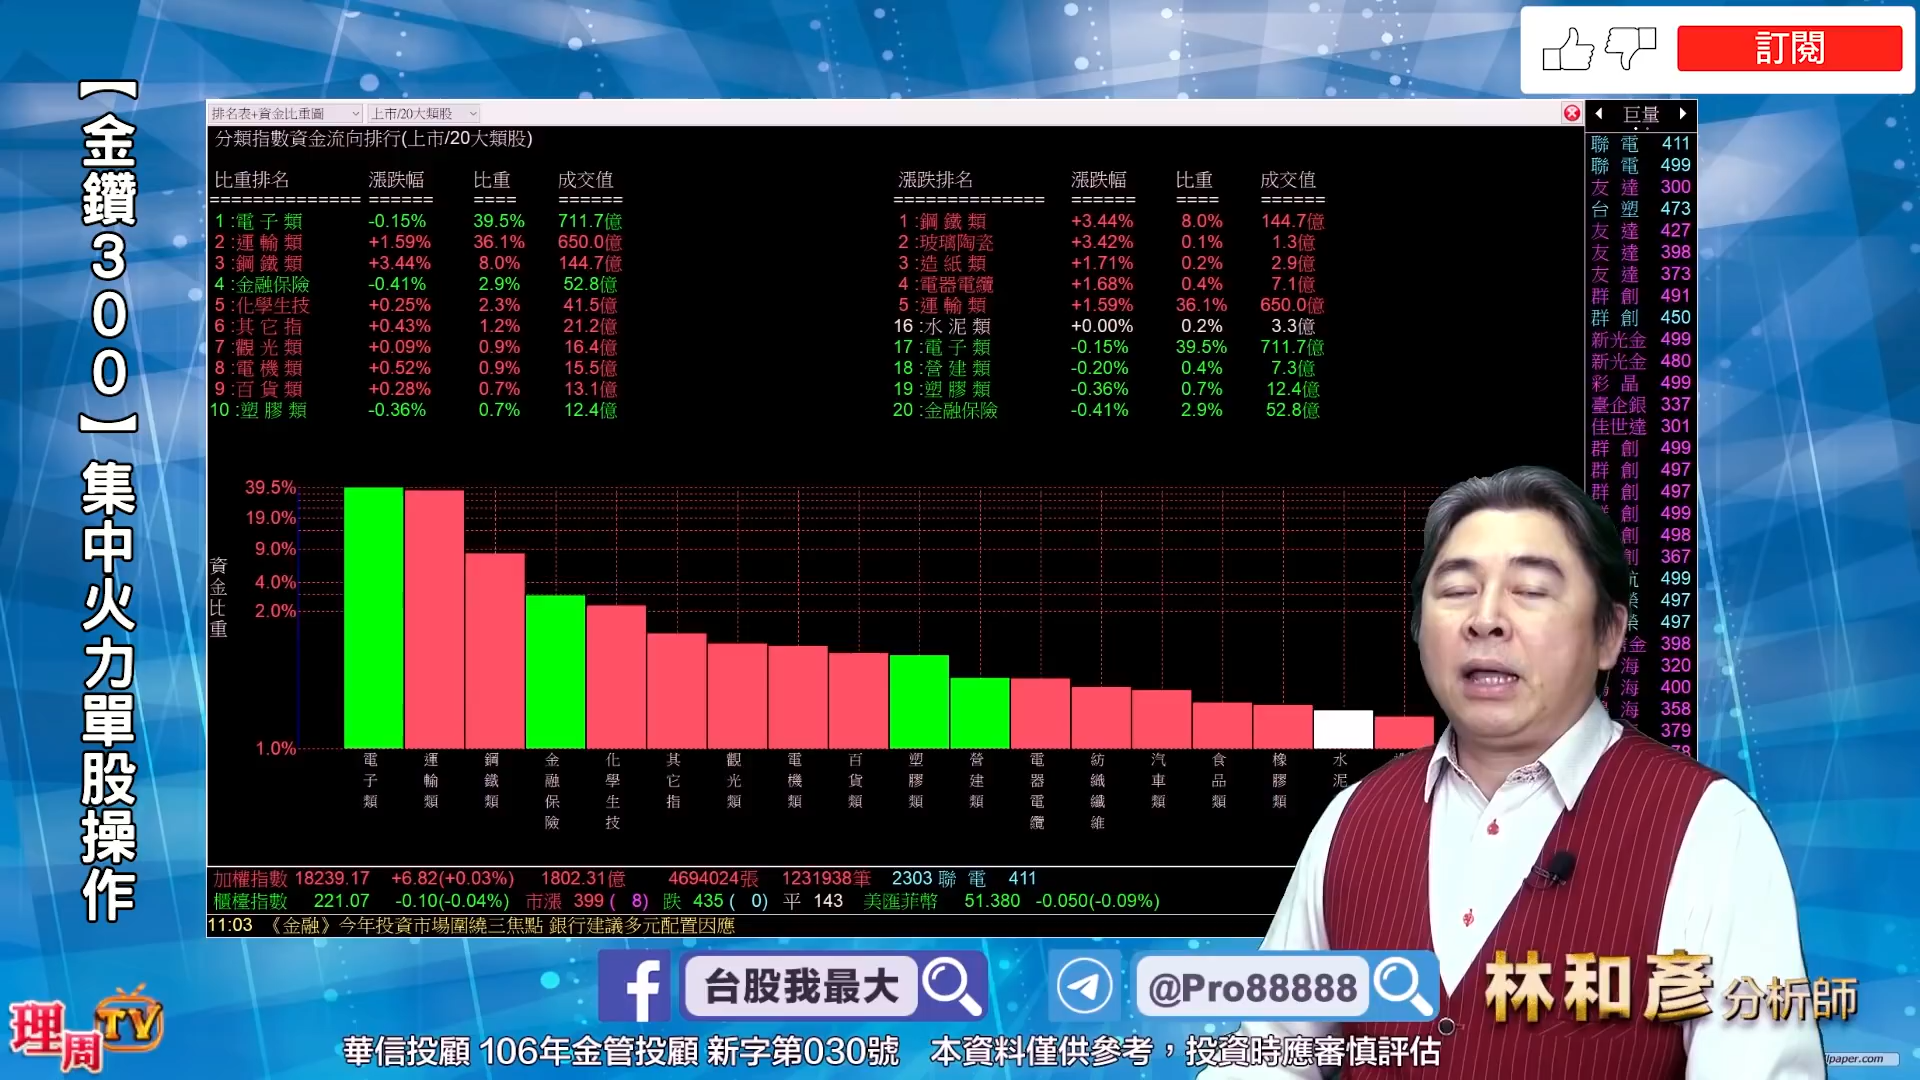 訂閱
【金鑽300】集中火力單股操作
排名表+資金比重圖 上市/20大類股
分類指數資金流向排行(上市/20大類股)
比重排名 漲跌幅 比重 成交值
============== ====== ==== ======
1 :電 子 類 -0.15% 39.5% 711.7億
2 :運 輸 類 +1.59% 36.1% 650.0億
3 :鋼 鐵 類 +3.44% 8.0% 144.7億
4 :金融保險 -0.41% 2.9% 52.8億
5 :化學生技 +0.25% 2.3% 41.5億
6 :其 它 指 +0.43% 1.2% 21.2億
7 :觀 光 類 +0.09% 0.9% 16.4億
8 :電 機 類 +0.52% 0.9% 15.5億
9 :百 貨 類 +0.28% 0.7% 13.1億
10 :塑 膠 類 -0.36% 0.7% 12.4億
漲跌排名 漲跌幅 比重 成交值
============== ====== ==== ======
1 :鋼 鐵 類 +3.44% 8.0% 144.7億
2 :玻璃陶瓷 +3.42% 0.1% 1.3億
3 :造 紙 類 +1.71% 0.2% 2.9億
4 :電器電纜 +1.68% 0.4% 7.1億
5 :運 輸 類 +1.59% 36.1% 650.0億
16 :水 泥 類 +0.00% 0.2% 3.3億
17 :電 子 類 -0.15% 39.5% 711.7億
18 :營 建 類 -0.20% 0.4% 7.3億
19 :塑 膠 類 -0.36% 0.7% 12.4億
20 :金融保險 -0.41% 2.9% 52.8億
巨量
聯 電 411
聯 電 499
友 達 300
台 塑 473
友 達 427
友 達 398
友 達 373
群 創 491
群 創 450
新光金 499
新光金 480
彩 晶 499
臺企銀 337
佳世達 301
群 創 499
群 創 497
群 創 497
創 499
創 498
創 367
航 499
榮 497
榮 497
金 398
海 320
海 400
海 358
379
39.5%
19.0%
9.0%
4.0%
2.0%
1.0%
資金比重
電子類
運輸類
鋼鐵類
金融保險
化學生技
其它指
觀光類
電機類
百貨類
塑膠類
營建類
電器電纜
紡織纖維
汽車類
食品類
橡膠類
水泥
加權指數 18239.17 +6.82(+0.03%) 1802.31億 4694024張 1231938筆 2303 聯 電 411
櫃檯指數 221.07 -0.10(-0.04%) 市漲 399 ( 8) 跌 435 ( 0) 平 143 美匯菲幣 51.380 -0.050(-0.09%)
11:03 《金融》今年投資市場圍繞三焦點 銀行建議多元配置因應
台股我最大
@Pro88888
林和彥分析師
理周TV
華信投顧 106年金管投顧 新字第030號 本資料僅供參考，投資時應審慎評估
lpaper.com